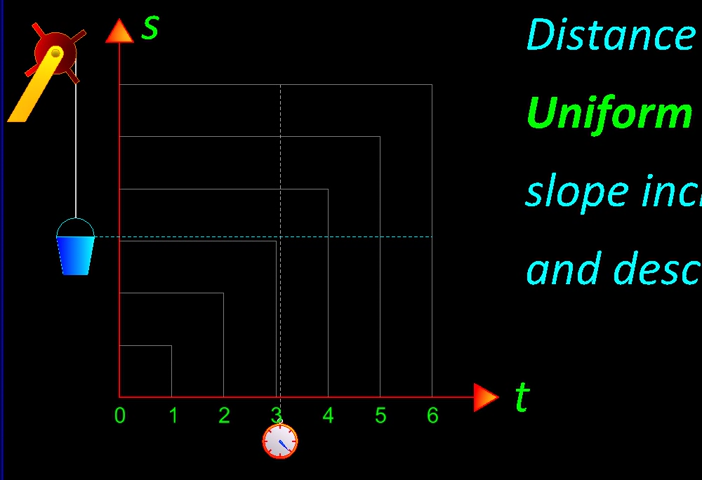 s
Distance
Uniform
slope inc
and desc
t
0 1 2 3 4 5 6